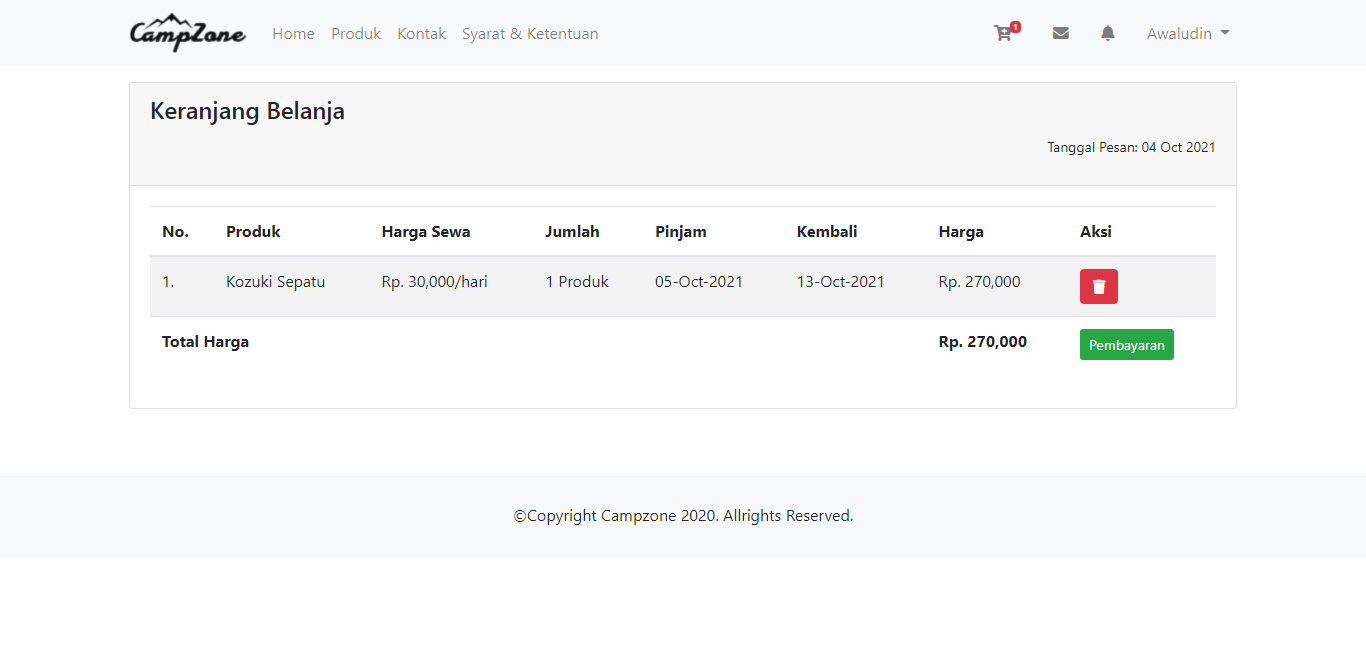 CampZone Home Produk Kontak Syarat & Ketentuan 1 Awaludin
Keranjang Belanja
Tanggal Pesan: 04 Oct 2021
No. Produk Harga Sewa Jumlah Pinjam Kembali Harga Aksi
1. Kozuki Sepatu Rp. 30,000/hari 1 Produk 05-Oct-2021 13-Oct-2021 Rp. 270,000
Total Harga Rp. 270,000 Pembayaran
©Copyright Campzone 2020. Allrights Reserved.